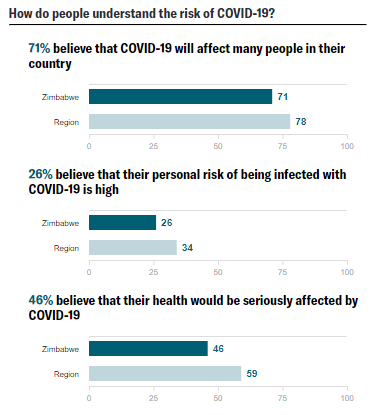 How do people understand the risk of COVID-19?
71% believe that COVID-19 will affect many people in their
country
Zimbabwe 71
Region 78
0 25 50 75 100
26% believe that their personal risk of being infected with
COVID-19 is high
Zimbabwe 26
Region 34
0 25 50 75 100
46% believe that their health would be seriously affected by
COVID-19
Zimbabwe 46
Region 59
0 25 50 75 100